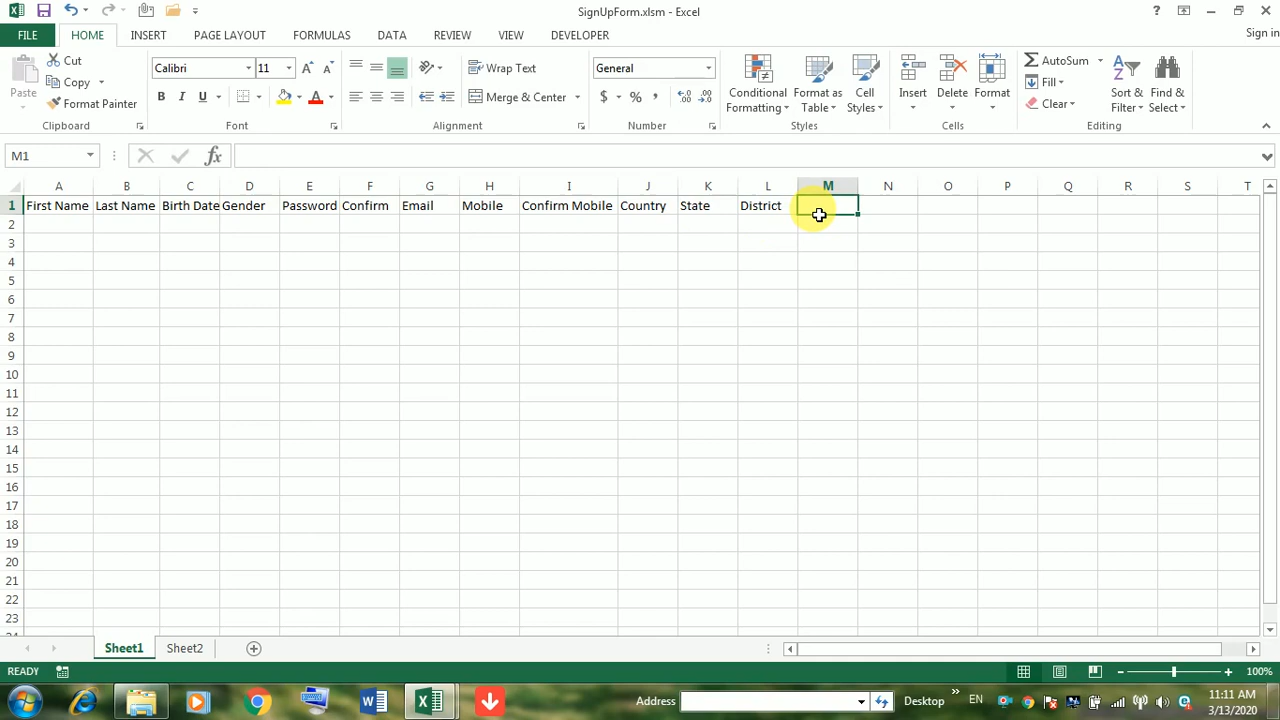 SignUpForm.xlsm - Excel
?
FILE HOME INSERT PAGE LAYOUT FORMULAS DATA REVIEW VIEW DEVELOPER Sign in
Paste
Cut
Copy
Format Painter
Clipboard
Calibri 11 A A
B I U A
Font
Wrap Text
Merge & Center
Alignment
General
$ % ,
Number
Conditional Formatting
Format as Table
Cell Styles
Styles
Insert Delete Format
Cells
AutoSum
Fill
Clear
Sort & Filter
Find & Select
Editing
M1 fx
A B C D E F G H I J K L M N O P Q R S T
1 First Name Last Name Birth Date Gender Password Confirm Email Mobile Confirm Mobile Country State District
2
3
4
5
6
7
8
9
10
11
12
13
14
15
16
17
18
19
20
21
22
23
Sheet1 Sheet2
READY 100%
Address Desktop » EN 11:11 AM
3/13/2020